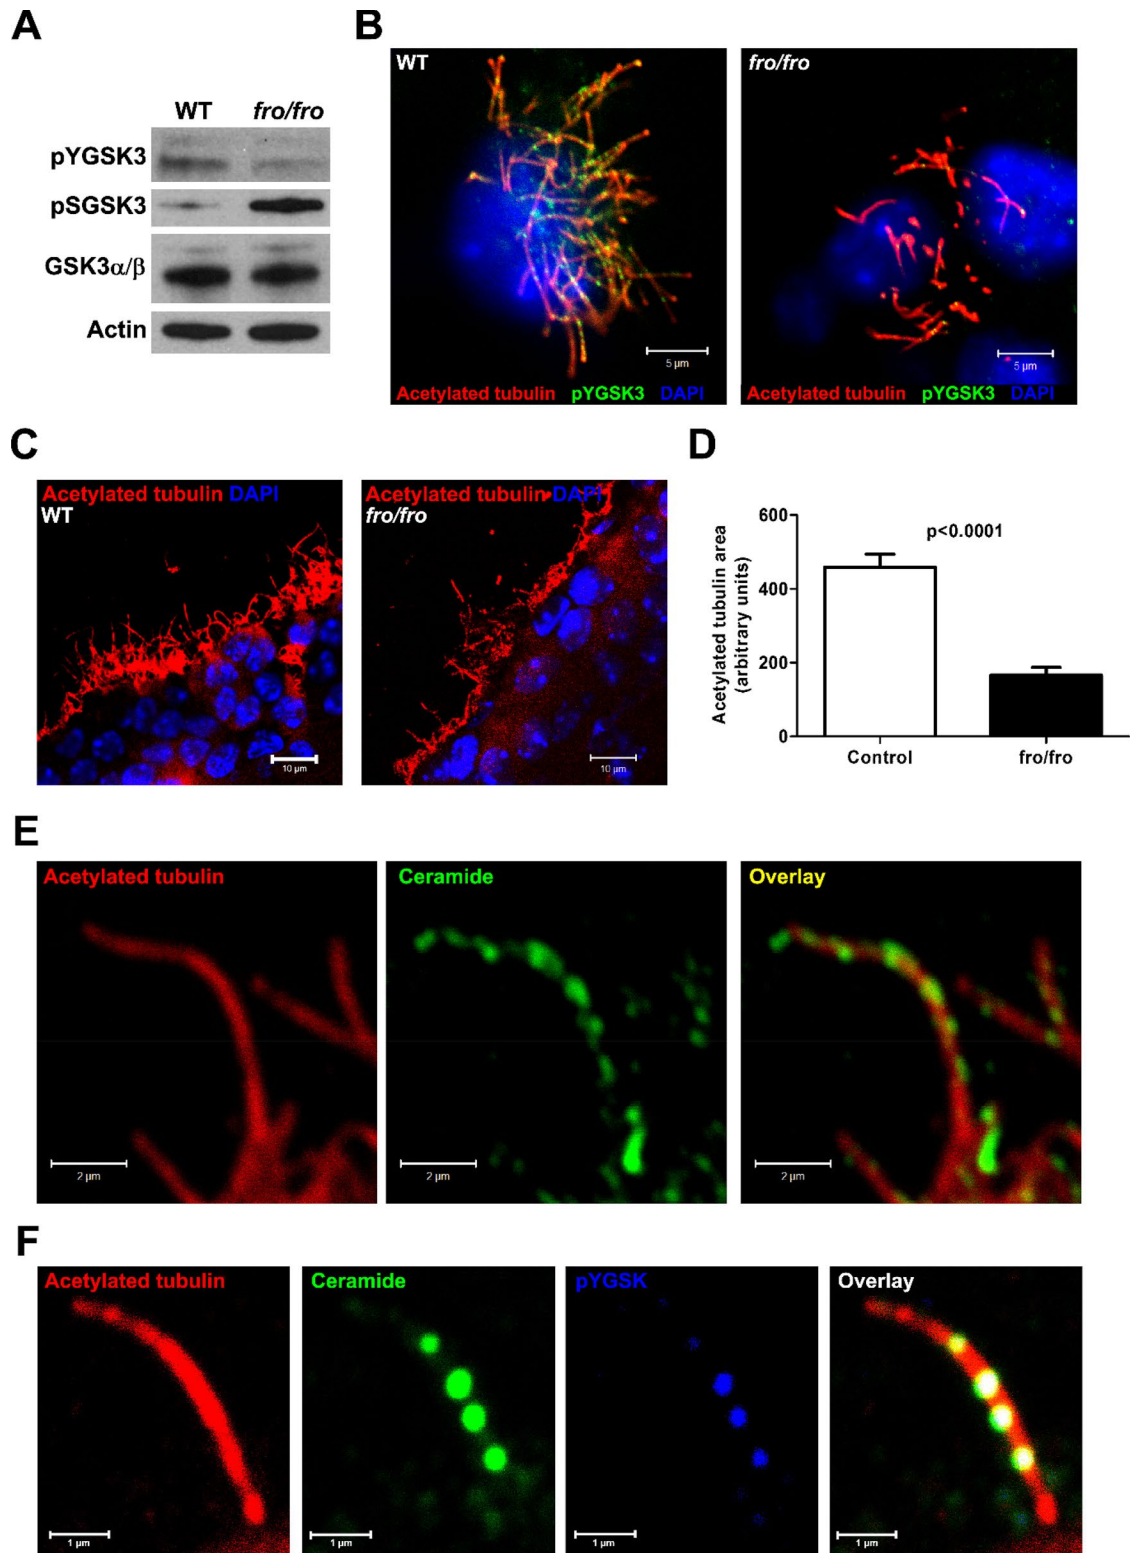 A
WT fro/fro
pYGSK3
pSGSK3
GSK3α/β
Actin
B
WT
5 µm
Acetylated tubulin pYGSK3 DAPI
fro/fro
5 µm
Acetylated tubulin pYGSK3 DAPI
C
Acetylated tubulin DAPI
WT
10 µm
Acetylated tubulin DAPI
fro/fro
10 µm
D
Acetylated tubulin area
(arbitrary units)
600
400
200
0
p<0.0001
Control fro/fro
E
Acetylated tubulin
2 µm
Ceramide
2 µm
Overlay
2 µm
F
Acetylated tubulin
1 µm
Ceramide
1 µm
pYGSK
1 µm
Overlay
1 µm